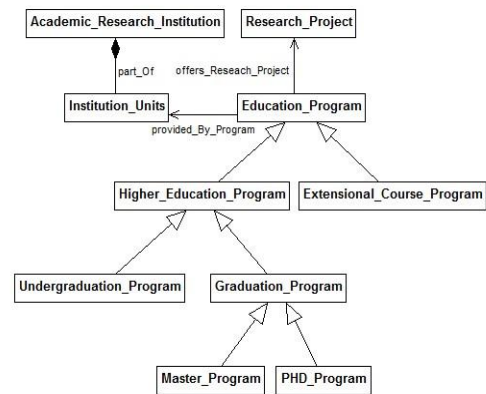 Academic_Research_Institution
Research_Project
part_Of
offers_Reseach_Project
Institution_Units
Education_Program
provided_By_Program
Higher_Education_Program
Extensional_Course_Program
Undergraduation_Program
Graduation_Program
Master_Program
PHD_Program